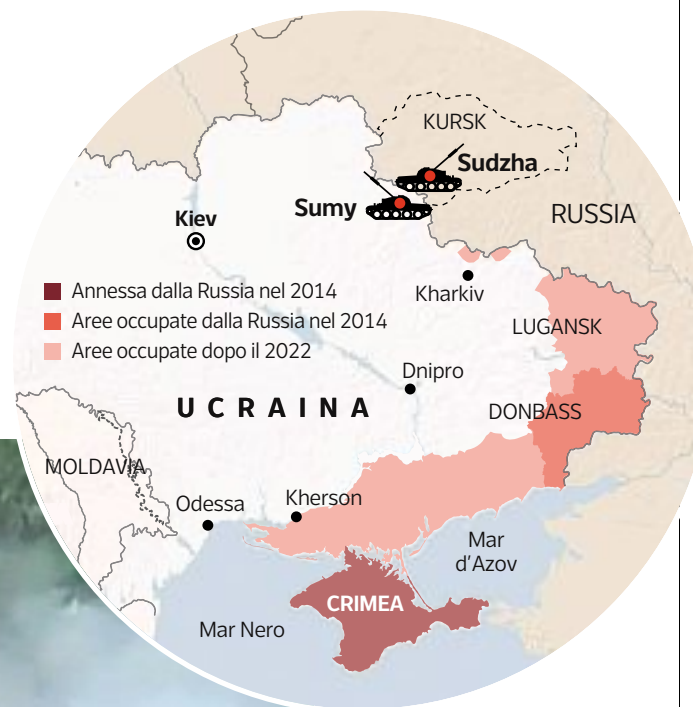 KURSK
Sudzha
Sumy
RUSSIA
Kiev
Kharkiv
Annessa dalla Russia nel 2014
Aree occupate dalla Russia nel 2014
Aree occupate dopo il 2022
LUGANSK
Dnipro
UCRAINA
DONBASS
MOLDAVIA
Odessa
Kherson
Mar
d'Azov
CRIMEA
Mar Nero